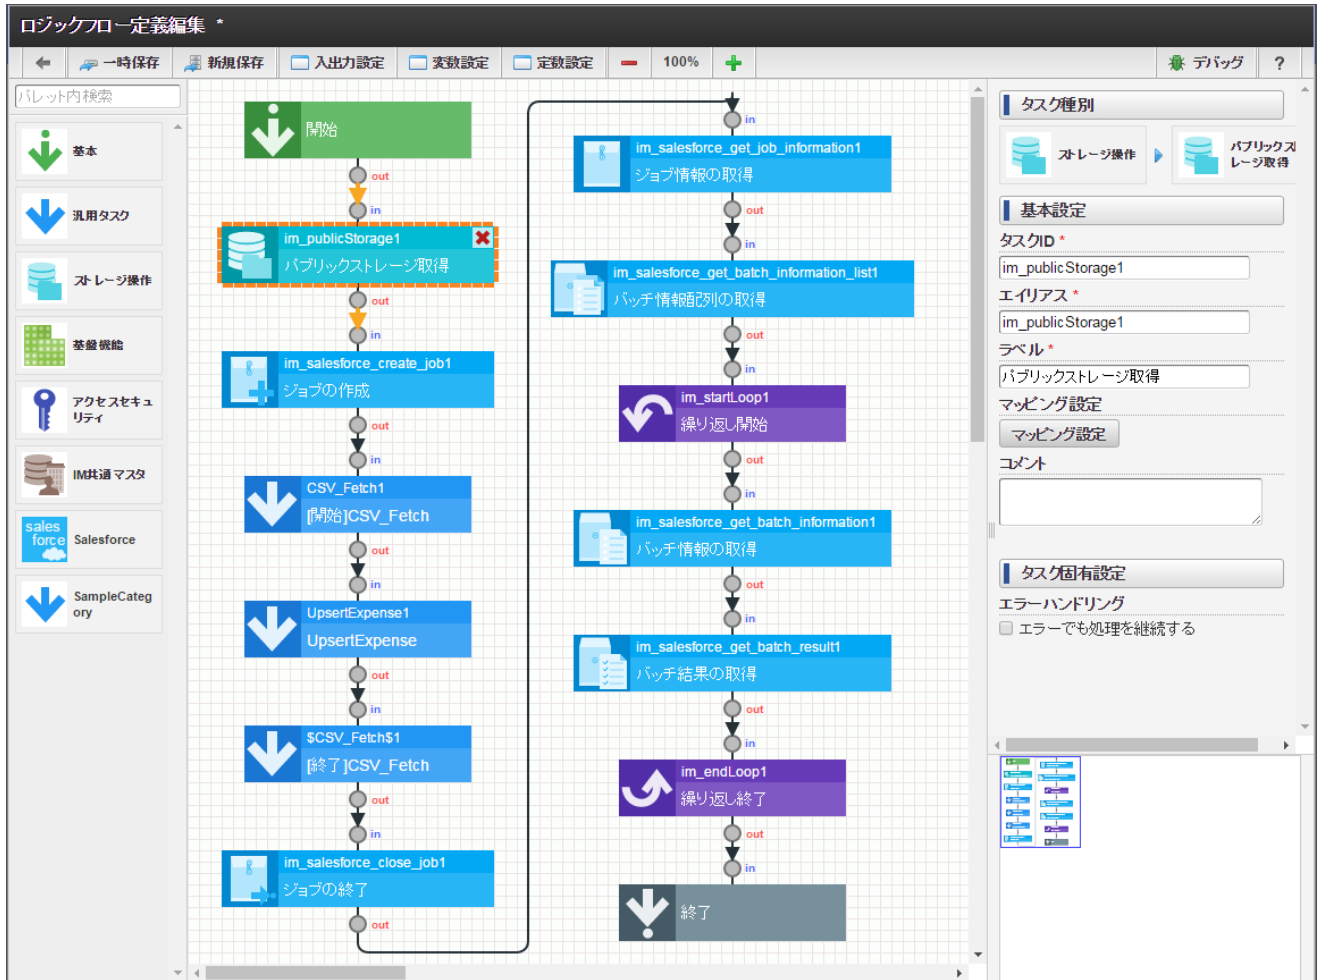 ロジックフロー定義編集 *
一時保存
新規保存
入出力設定
変数設定
定数設定
100%
デバッグ
?
パレット内検索
基本
汎用タスク
ストレージ操作
基盤機能
アクセスセキュ
リティ
IM共通マスタ
sales
force
Salesforce
SampleCateg
ory
開始
out
in
im_publicStorage1
パブリックストレージ取得
out
in
im_salesforce_create_job1
ジョブの作成
out
in
CSV_Fetch1
[開始]CSV_Fetch
out
in
UpsertExpense1
UpsertExpense
out
in
$CSV_Fetch$1
[終了]CSV_Fetch
out
in
im_salesforce_close_job1
ジョブの終了
out
in
im_salesforce_get_job_information1
ジョブ情報の取得
out
in
im_salesforce_get_batch_information_list1
バッチ情報配列の取得
out
in
im_startLoop1
繰り返し開始
out
in
im_salesforce_get_batch_information1
バッチ情報の取得
out
in
im_salesforce_get_batch_result1
バッチ結果の取得
out
in
im_endLoop1
繰り返し終了
out
in
終了
タスク種別
ストレージ操作
パブリックス
レージ取得
基本設定
タスクID *
im_publicStorage1
エイリアス *
im_publicStorage1
ラベル *
パブリックストレージ取得
マッピング設定
マッピング設定
コメント
タスク固有設定
エラーハンドリング
エラーでも処理を継続する